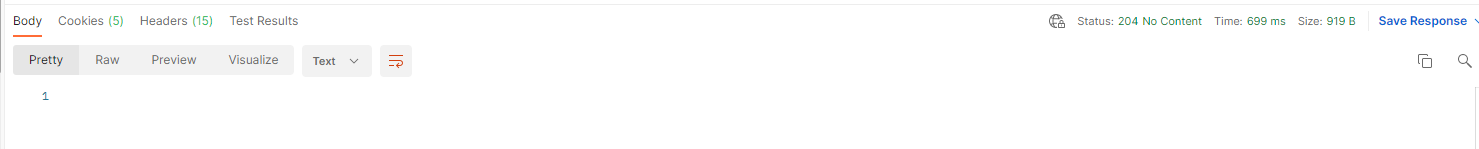 Body Cookies (5) Headers (15) Test Results Status: 204 No Content Time: 699 ms Size: 919 B Save Response
Pretty Raw Preview Visualize Text
1